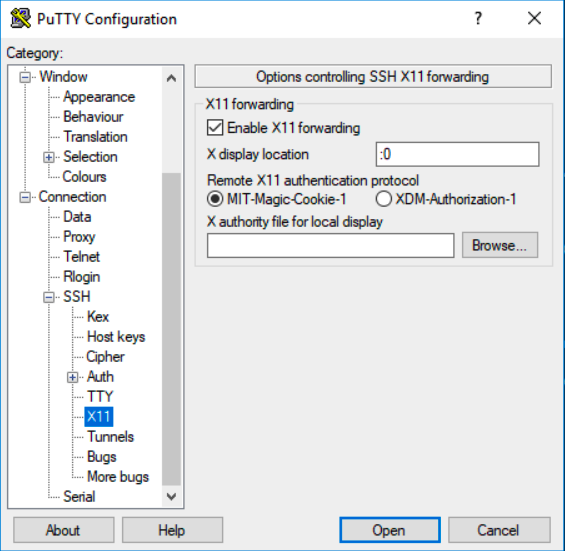 PuTTY Configuration
?
Category:
Window
Appearance
Behaviour
Translation
Selection
Colours
Connection
Data
Proxy
Telnet
Rlogin
SSH
Kex
Host keys
Cipher
Auth
TTY
X11
Tunnels
Bugs
More bugs
Serial
Options controlling SSH X11 forwarding
X11 forwarding
Enable X11 forwarding
X display location :0
Remote X11 authentication protocol
MIT-Magic-Cookie-1 XDM-Authorization-1
X authority file for local display
Browse...
About Help Open Cancel